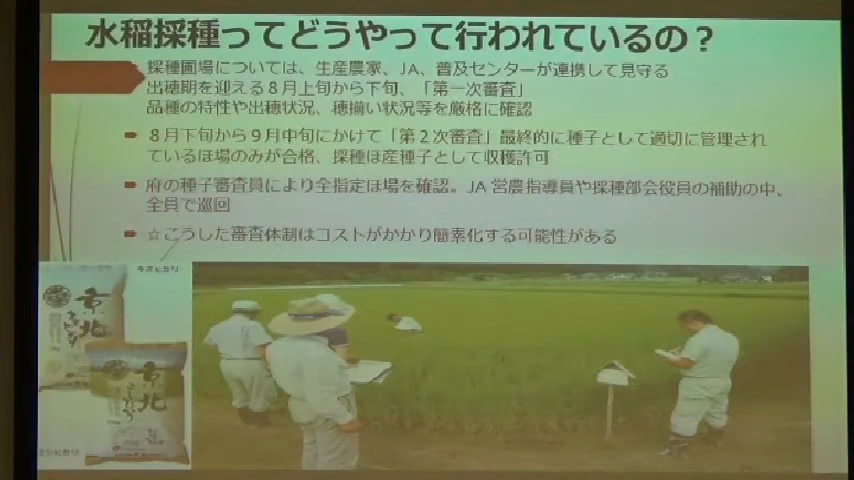 水稲採種ってどうやって行われているの？
採種圃場については、生産農家、JA、普及センターが連携して見守る
出穂期を迎える８月上旬から下旬、「第一次審査」
品種の特性や出穂状況、穂揃い状況等を厳格に確認
８月下旬から９月中旬にかけて「第２次審査」最終的に種子として適切に管理され
ているほ場のみが合格、採種は産種子として収穫許可
府の種子審査員により全指定ほ場を確認。JA営農指導員や採種部会役員の補助の中、
全員で巡回
☆こうした審査体制はコストがかかり簡素化する可能性がある
京北
京北